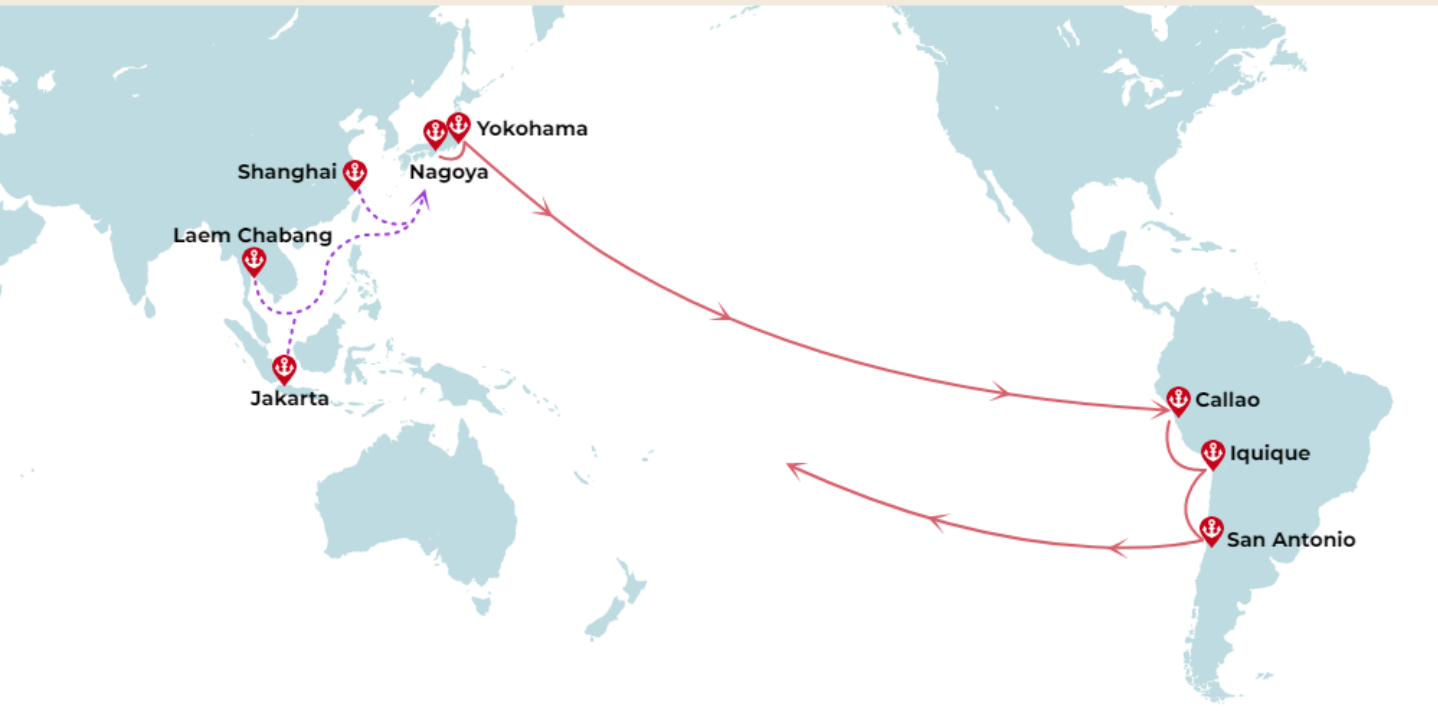 Yokohama
Shanghai
Nagoya
Laem Chabang
Jakarta
Callao
Iquique
San Antonio